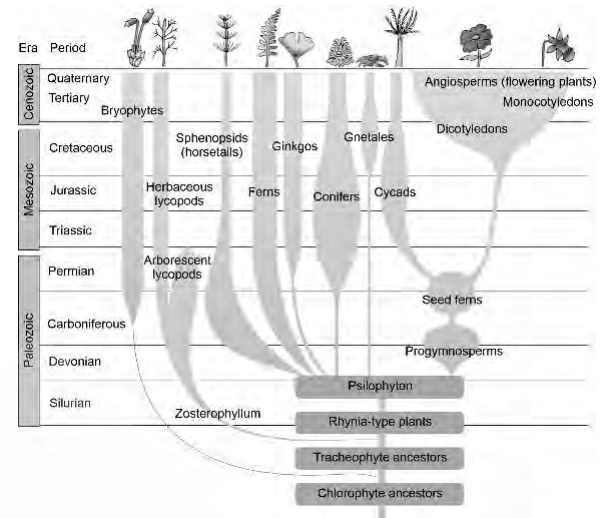 Era Period
Cenozoic
Quaternary
Tertiary
Angiosperms (flowering plants)
Monocotyledons
Bryophytes
Dicotyledons
Mesozoic
Cretaceous
Sphenopsids
(horsetails)
Ginkgos
Gnetales
Jurassic
Herbaceous
lycopods
Ferns
Conifers
Cycads
Triassic
Paleozoic
Permian
Arborescent
lycopods
Seed ferns
Carboniferous
Progymnosperms
Devonian
Psilophyton
Silurian
Zosterophyllum
Rhynia-type plants
Tracheophyte ancestors
Chlorophyte ancestors